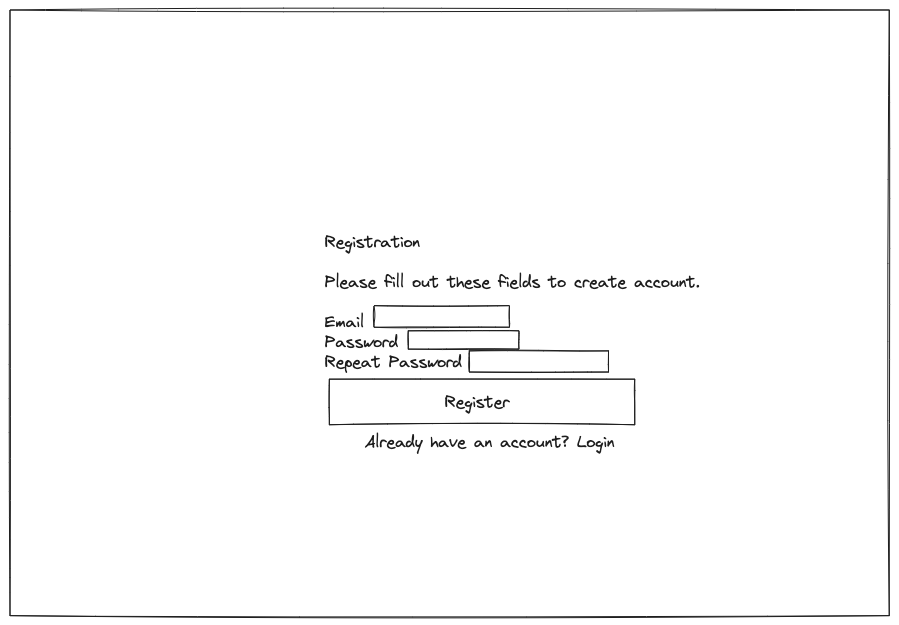 Registration
Please fill out these fields to create account.
Email
Password
Repeat Password
Register
Already have an account? Login